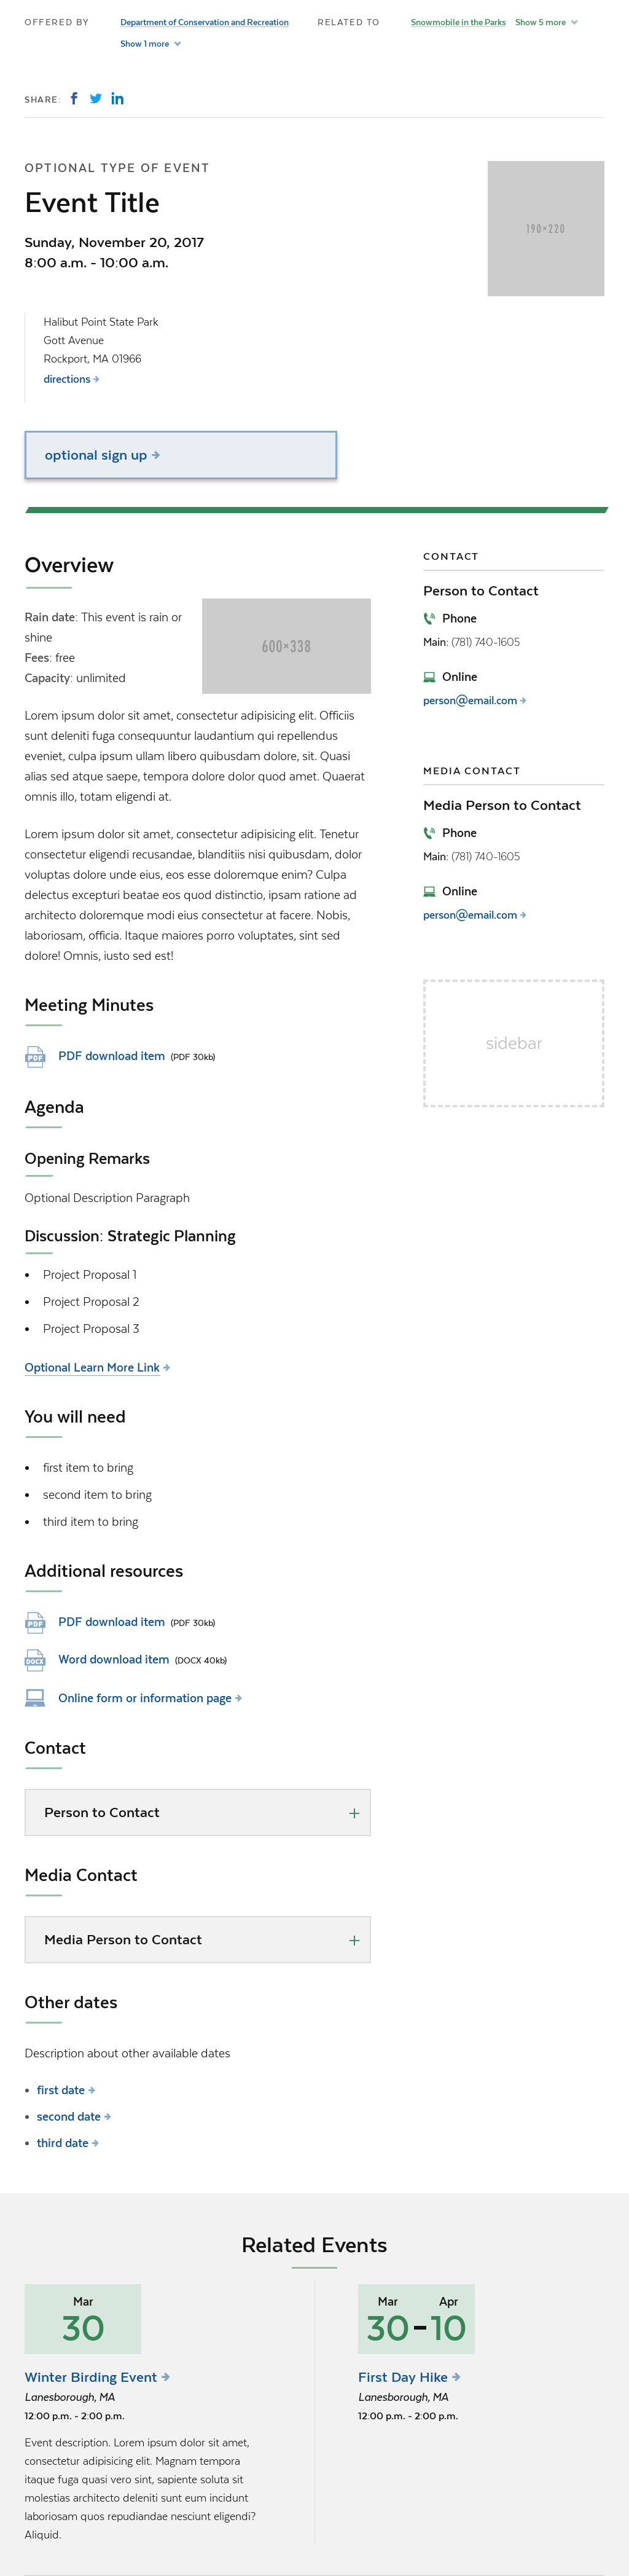 OFFERED BY
Department of Conservation and Recreation
Show 1 more
RELATED TO
Snowmobile in the Parks Show 5 more
SHARE:
OPTIONAL TYPE OF EVENT
Event Title
Sunday, November 20, 2017
8:00 a.m. - 10:00 a.m.
190×220
Halibut Point State Park
Gott Avenue
Rockport, MA 01966
directions
optional sign up
Overview
Rain date: This event is rain or
shine
Fees: free
Capacity: unlimited
600×338
Lorem ipsum dolor sit amet, consectetur adipisicing elit. Officiis
sunt deleniti fuga consequuntur laudantium qui repellendus
eveniet, culpa ipsum ullam libero quibusdam dolore, sit. Quasi
alias sed atque saepe, tempora dolore dolor quod amet. Quaerat
omnis illo, totam eligendi at.
Lorem ipsum dolor sit amet, consectetur adipisicing elit. Tenetur
consectetur eligendi recusandae, blanditiis nisi quibusdam, dolor
voluptas dolore unde eius, eos esse doloremque enim? Culpa
delectus excepturi beatae eos quod distinctio, ipsam ratione ad
architecto doloremque modi eius consectetur at facere. Nobis,
laboriosam, officia. Itaque maiores porro voluptates, sint sed
dolore! Omnis, iusto sed est!
Meeting Minutes
PDF
PDF download item (PDF 30kb)
Agenda
Opening Remarks
Optional Description Paragraph
Discussion: Strategic Planning
• Project Proposal 1
• Project Proposal 2
• Project Proposal 3
Optional Learn More Link
You will need
• first item to bring
• second item to bring
• third item to bring
Additional resources
PDF
PDF download item (PDF 30kb)
DOCX
Word download item (DOCX 40kb)
Online form or information page
Contact
Person to Contact +
Media Contact
Media Person to Contact +
Other dates
Description about other available dates
• first date
• second date
• third date
CONTACT
Person to Contact
Phone
Main: (781) 740-1605
Online
person@email.com
MEDIA CONTACT
Media Person to Contact
Phone
Main: (781) 740-1605
Online
person@email.com
sidebar
Related Events
Mar
30
Winter Birding Event
Lanesborough, MA
12:00 p.m. - 2:00 p.m.
Event description. Lorem ipsum dolor sit amet,
consectetur adipisicing elit. Magnam tempora
itaque fuga quasi vero sint, sapiente soluta sit
molestias architecto deleniti sunt eum incidunt
laboriosam quos repudiandae nesciunt eligendi?
Aliquid.
Mar Apr
30-10
First Day Hike
Lanesborough, MA
12:00 p.m. - 2:00 p.m.